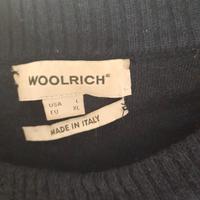 WOOLRICH®
USA L
EU XL
MADE IN ITALY